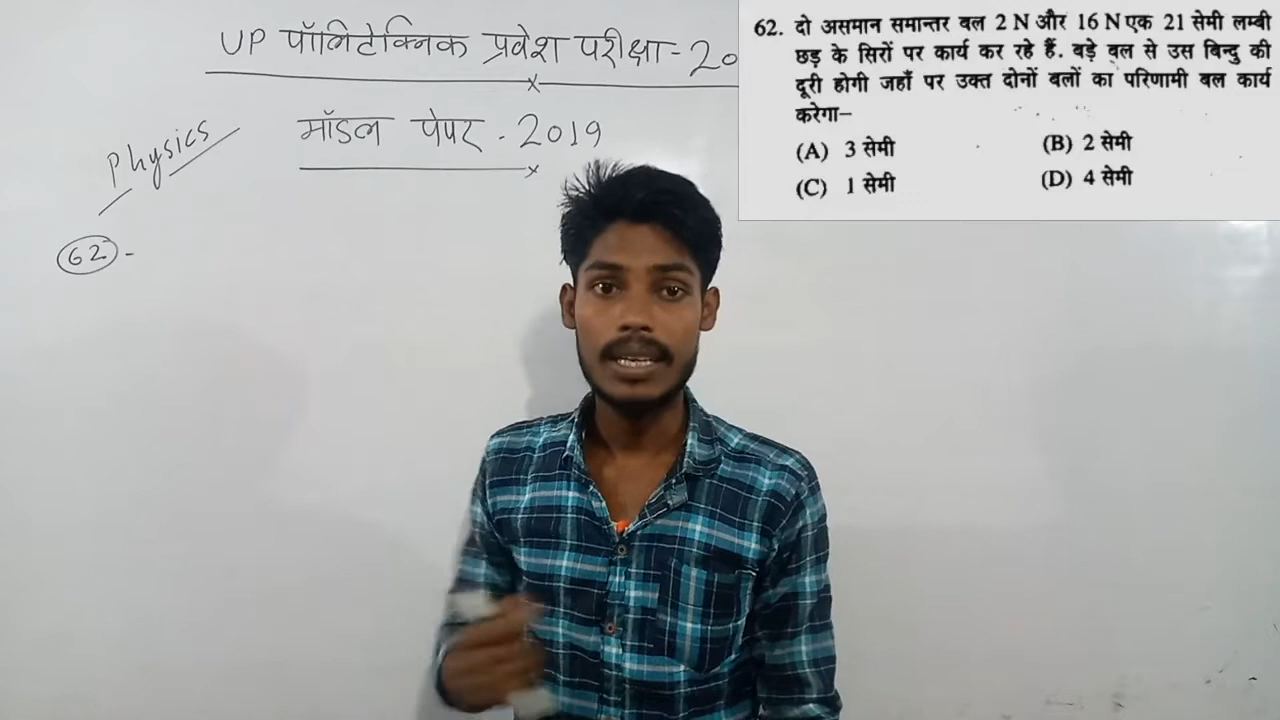 UP पॉलिटेक्निक प्रवेश परीक्षा-20
मॉडल पेपर - 2019
Physics
62 -
62. दो असमान समान्तर बल 2 N और 16 N एक 21 सेमी लम्बी
छड़ के सिरों पर कार्य कर रहे हैं. बड़े बल से उस बिन्दु की
दूरी होगी जहाँ पर उक्त दोनों बलों का परिणामी बल कार्य
करेगा–
(A) 3 सेमी (B) 2 सेमी
(C) 1 सेमी (D) 4 सेमी